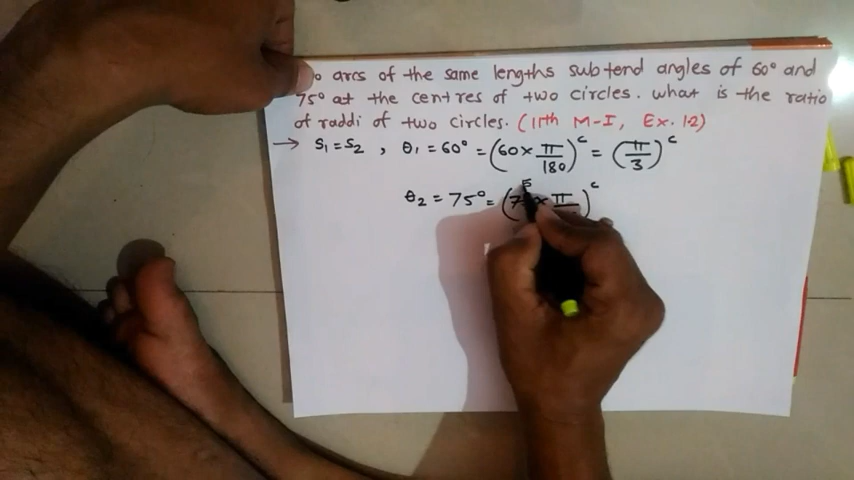 o arcs of the same lengths subtend angles of 60° and
75° at the centres of two circles. what is the ratio
of raddi of two circles. (11th M-I, Ex. 1.2)
→ S₁ = S₂ , θ₁ = 60° = (60 × π/180)ᶜ = (π/3)ᶜ
θ₂ = 75° = (7 × π )ᶜ
5